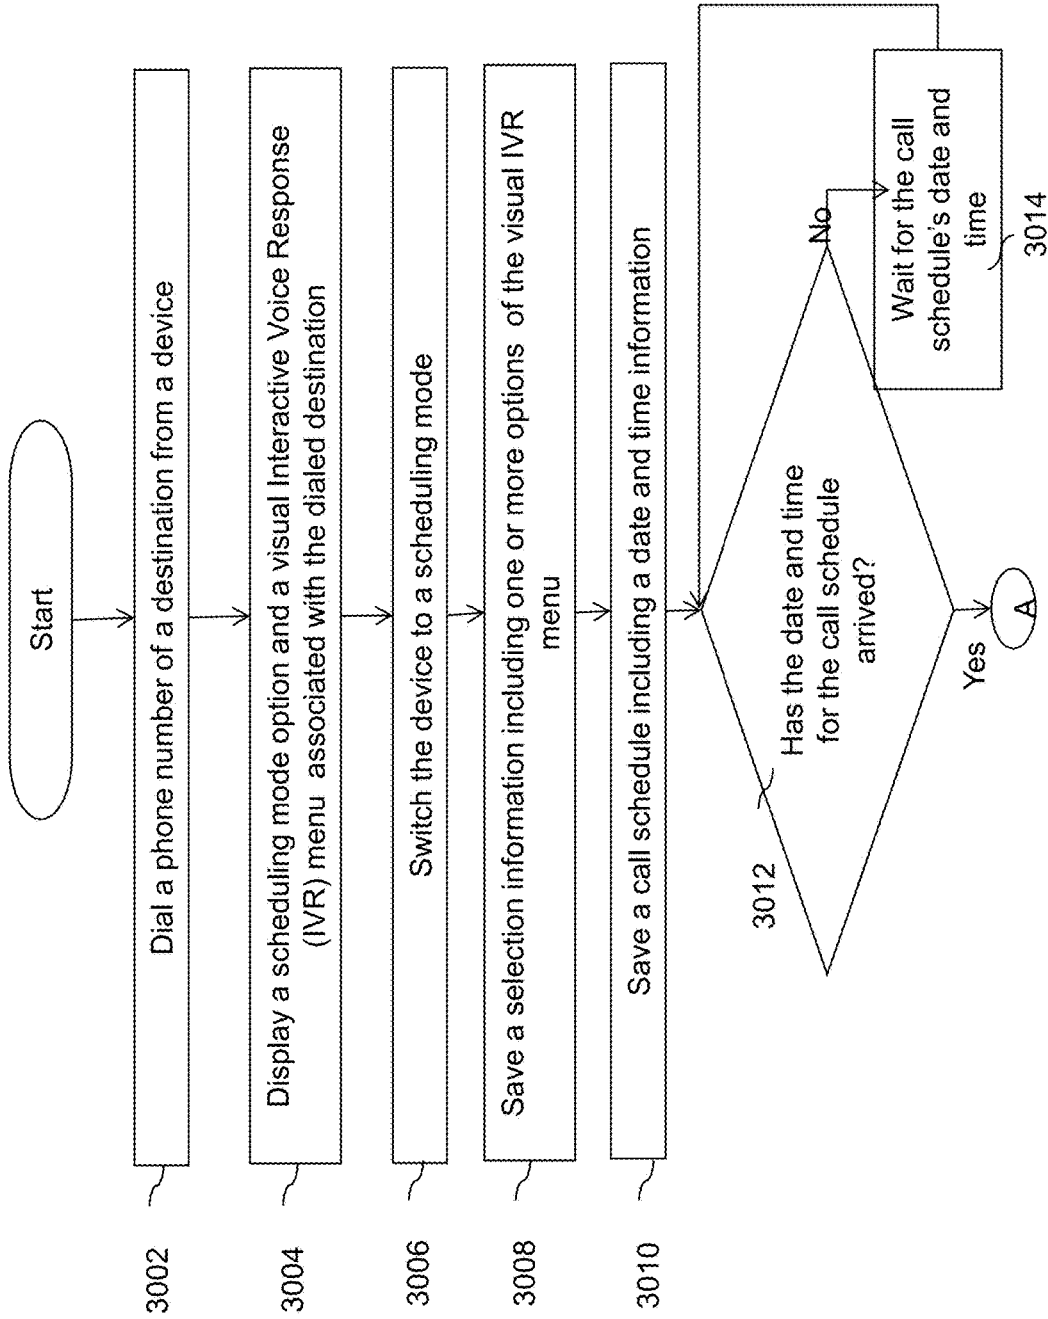 Start
3002
Dial a phone number of a destination from a device
3004
Display a scheduling mode option and a visual Interactive Voice Response
(IVR) menu associated with the dialed destination
3006
Switch the device to a scheduling mode
3008
Save a selection information including one or more options of the visual IVR
menu
3010
Save a call schedule including a date and time information
3012
Has the date and time
for the call schedule
arrived?
No
Wait for the call
schedule's date and
time
3014
Yes
A